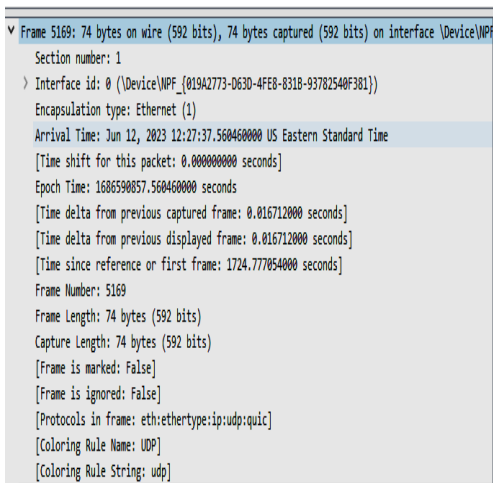 Frame 5169: 74 bytes on wire (592 bits), 74 bytes captured (592 bits) on interface \Device\NPF
Section number: 1
Interface id: 0 (\Device\NPF_{019A2773-D63D-4FE8-831B-93782540F381})
Encapsulation type: Ethernet (1)
Arrival Time: Jun 12, 2023 12:27:37.560460000 US Eastern Standard Time
[Time shift for this packet: 0.000000000 seconds]
Epoch Time: 1686590857.560460000 seconds
[Time delta from previous captured frame: 0.016712000 seconds]
[Time delta from previous displayed frame: 0.016712000 seconds]
[Time since reference or first frame: 1724.777054000 seconds]
Frame Number: 5169
Frame Length: 74 bytes (592 bits)
Capture Length: 74 bytes (592 bits)
[Frame is marked: False]
[Frame is ignored: False]
[Protocols in frame: eth:ethertype:ip:udp:quic]
[Coloring Rule Name: UDP]
[Coloring Rule String: udp]